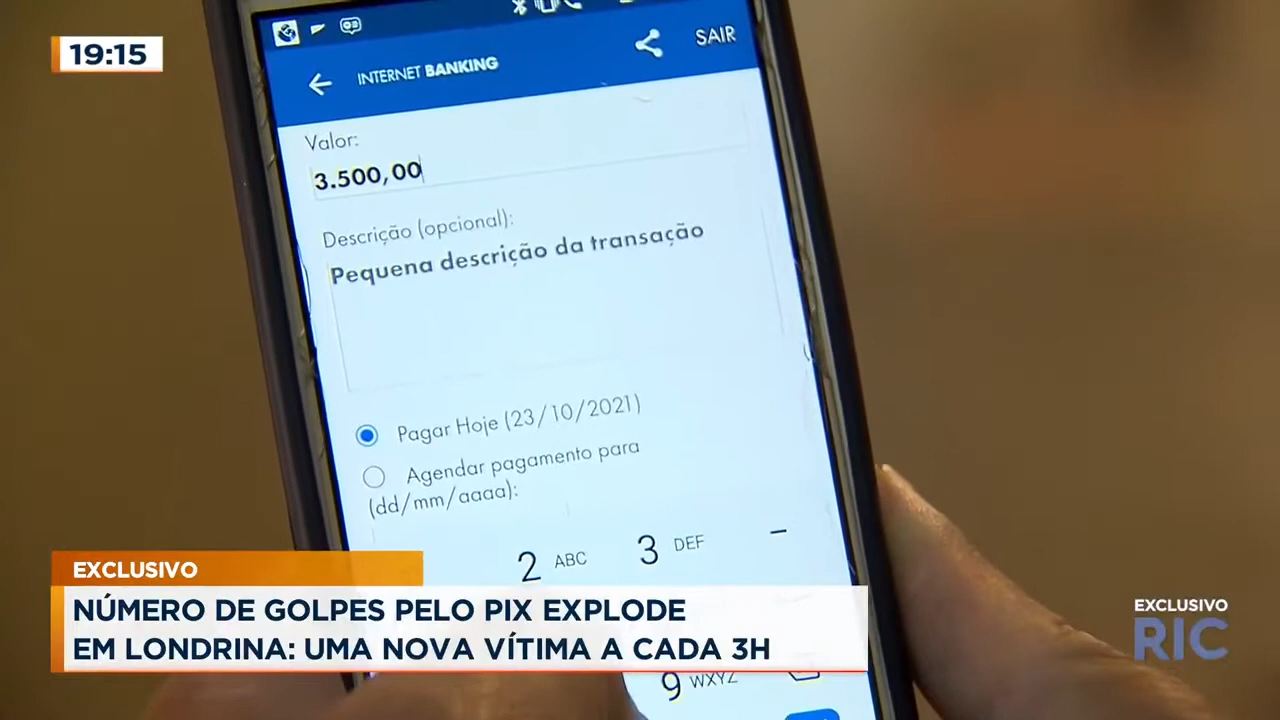 19:15
SAIR
INTERNET BANKING
Valor:
3.500,00
Descrição (opcional):
Pequena descrição da transação
Pagar Hoje (23/10/2021)
Agendar pagamento para
(dd/mm/aaaa):
2 ABC 3 DEF -
EXCLUSIVO
NÚMERO DE GOLPES PELO PIX EXPLODE
EM LONDRINA: UMA NOVA VÍTIMA A CADA 3H
9 WXYZ
EXCLUSIVO
RIC